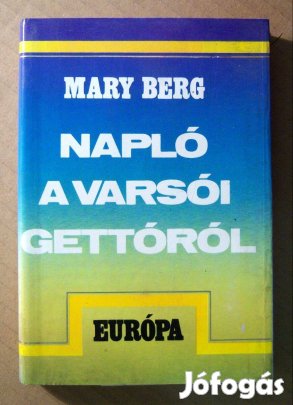 MARY BERG
NAPLÓ
A VARSÓI
GETTÓRÓL
EURÓPA
Jófogás